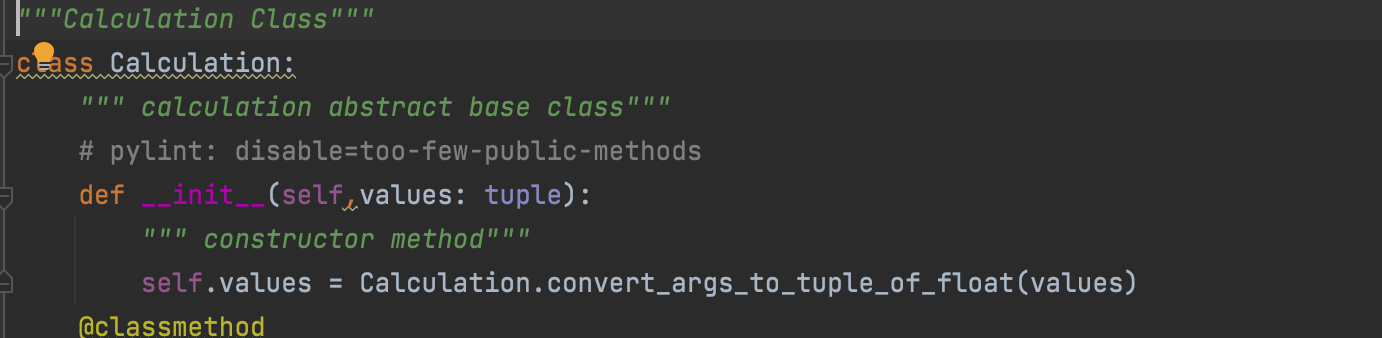 """Calculation Class"""
class Calculation:
    """ calculation abstract base class"""
    # pylint: disable=too-few-public-methods
    def __init__(self,values: tuple):
        """ constructor method"""
        self.values = Calculation.convert_args_to_tuple_of_float(values)
    @classmethod